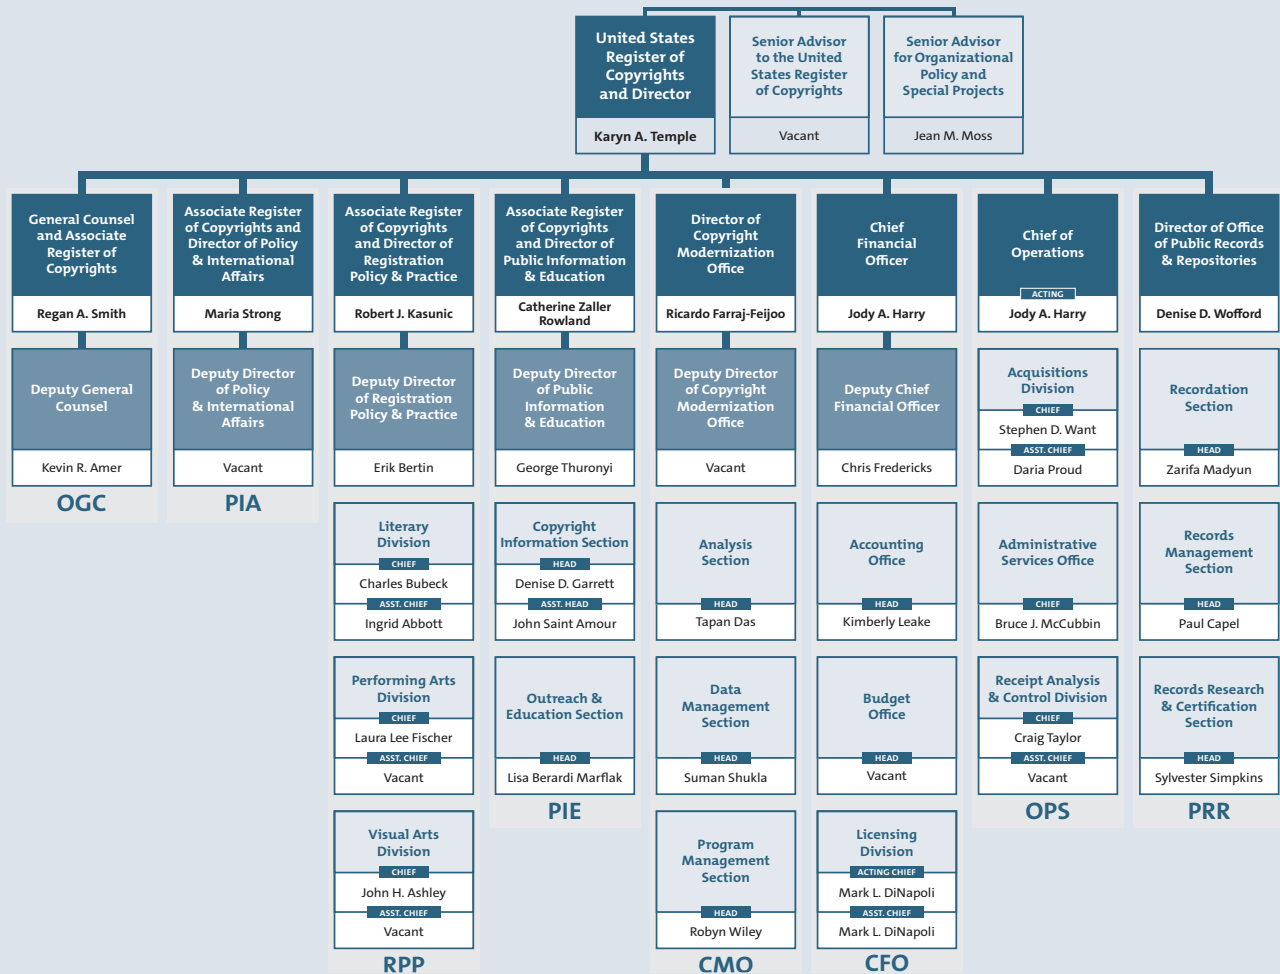 United States
Register of
Copyrights
and Director
Karyn A. Temple
Senior Advisor
to the United
States Register
of Copyrights
Vacant
Senior Advisor
for Organizational
Policy and
Special Projects
Jean M. Moss
General Counsel
and Associate
Register of
Copyrights
Regan A. Smith
Deputy General
Counsel
Kevin R. Amer
OGC
Associate Register
of Copyrights and
Director of Policy
& International
Affairs
Maria Strong
Deputy Director
of Policy
& International
Affairs
Vacant
PIA
Associate Register
of Copyrights
and Director of
Registration
Policy & Practice
Robert J. Kasunic
Deputy Director
of Registration
Policy & Practice
Erik Bertin
Literary
Division
CHIEF
Charles Bubeck
ASST. CHIEF
Ingrid Abbott
Performing Arts
Division
CHIEF
Laura Lee Fischer
ASST. CHIEF
Vacant
Visual Arts
Division
CHIEF
John H. Ashley
ASST. CHIEF
Vacant
RPP
Associate Register
of Copyrights
and Director of
Public Information
& Education
Catherine Zaller
Rowland
Deputy Director
of Public
Information
& Education
George Thuronyi
Copyright
Information Section
HEAD
Denise D. Garrett
ASST. HEAD
John Saint Amour
Outreach &
Education Section
HEAD
Lisa Berardi Marflak
PIE
Director of
Copyright
Modernization
Office
Ricardo Farraj-Feijoo
Deputy Director
of Copyright
Modernization
Office
Vacant
Analysis
Section
HEAD
Tapan Das
Data
Management
Section
HEAD
Suman Shukla
Program
Management
Section
HEAD
Robyn Wiley
CMO
Chief
Financial
Officer
Jody A. Harry
Deputy Chief
Financial Officer
Chris Fredericks
Accounting
Office
HEAD
Kimberly Leake
Budget
Office
HEAD
Vacant
Licensing
Division
ACTING CHIEF
Mark L. DiNapoli
ASST. CHIEF
Mark L. DiNapoli
CFO
Chief of
Operations
ACTING
Jody A. Harry
Acquisitions
Division
CHIEF
Stephen D. Want
ASST. CHIEF
Daria Proud
Administrative
Services Office
CHIEF
Bruce J. McCubbin
Receipt Analysis
& Control Division
CHIEF
Craig Taylor
ASST. CHIEF
Vacant
OPS
Director of Office
of Public Records
& Repositories
Denise D. Wofford
Recordation
Section
HEAD
Zarifa Madyun
Records
Management
Section
HEAD
Paul Capel
Records Research
& Certification
Section
HEAD
Sylvester Simpkins
PRR